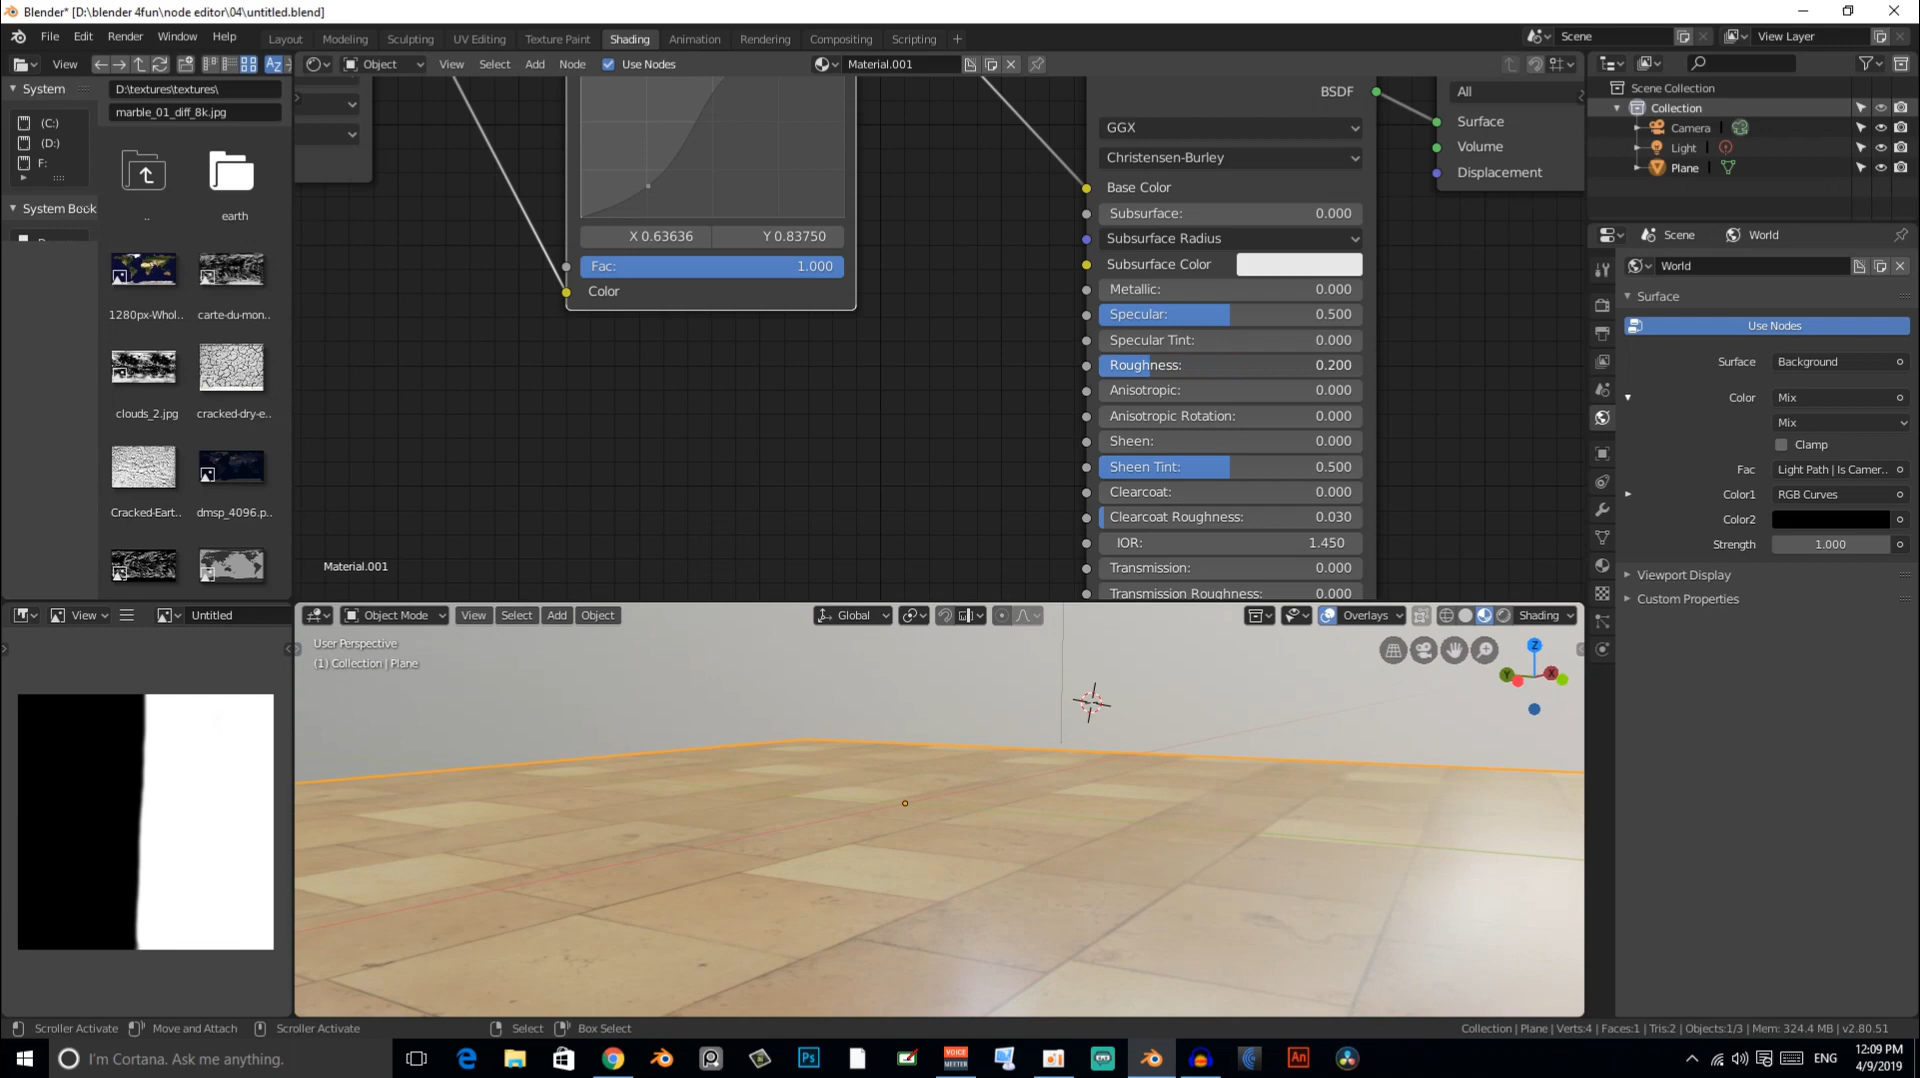 Blender* [D:\blender 4fun\node editor\04\untitled.blend]
File Edit Render Window Help
Layout Modeling Sculpting UV Editing Texture Paint Shading Animation Rendering Compositing Scripting
Scene
View Layer
View
Object View Select Add Node Use Nodes
Material.001
System
D:\textures\textures\
marble_01_diff_8k.jpg
(C:)
(D:)
F:
System Book
..
earth
1280px-Whol..
carte-du-mon..
clouds_2.jpg
cracked-dry-e..
Cracked-Eart..
dmsp_4096.p..
X 0.63636
Y 0.83750
Fac: 1.000
Color
Material.001
BSDF
GGX
Christensen-Burley
Base Color
Subsurface: 0.000
Subsurface Radius
Subsurface Color
Metallic: 0.000
Specular: 0.500
Specular Tint: 0.000
Roughness: 0.200
Anisotropic: 0.000
Anisotropic Rotation: 0.000
Sheen: 0.000
Sheen Tint: 0.500
Clearcoat: 0.000
Clearcoat Roughness: 0.030
IOR: 1.450
Transmission: 0.000
Transmission Roughness: 0.000
All
Surface
Volume
Displacement
Scene Collection
Collection
Camera
Light
Plane
Scene
World
World
Surface
Use Nodes
Surface Background
Color Mix
Mix
Clamp
Fac Light Path | Is Camer..
Color1 RGB Curves
Color2
Strength 1.000
Viewport Display
Custom Properties
View
Untitled
Object Mode View Select Add Object
Global
Overlays
Shading
User Perspective
(1) Collection | Plane
Z
Y
X
Scroller Activate
Move and Attach
Scroller Activate
Select
Box Select
Collection | Plane | Verts:4 | Faces:1 | Tris:2 | Objects:1/3 | Mem: 324.4 MB | v2.80.51
I'm Cortana. Ask me anything.
Ps
VOICE
MEETER
An
ENG
12:09 PM
4/9/2019